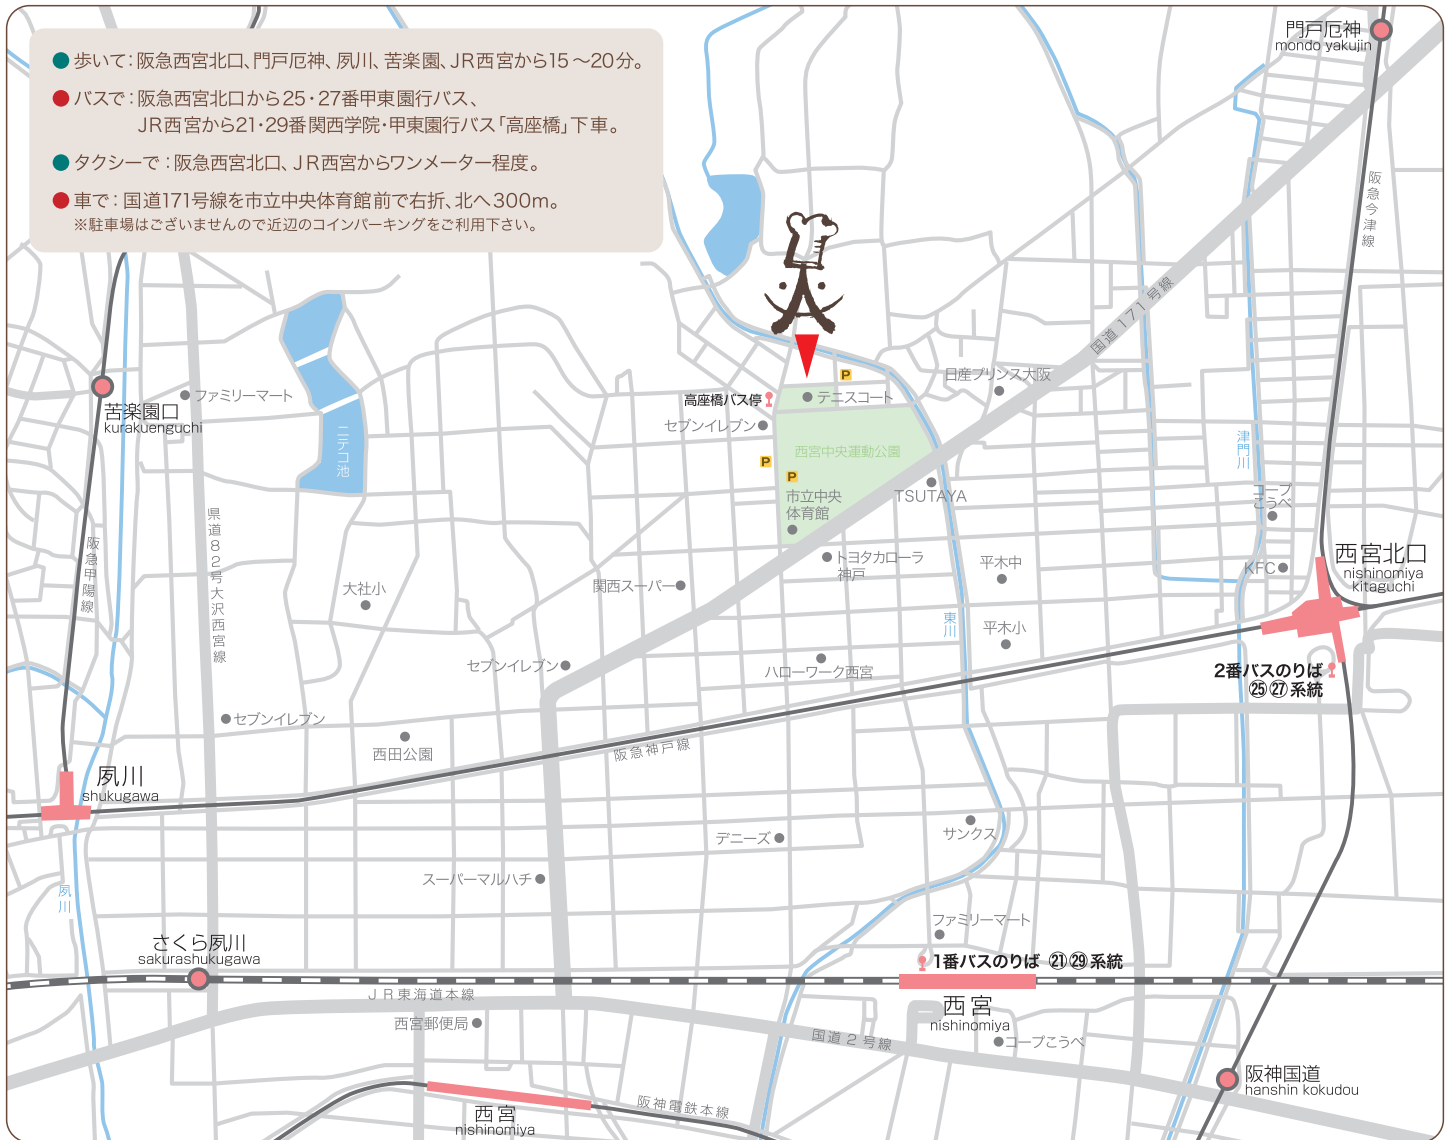 ●歩いて：阪急西宮北口、門戸厄神、夙川、苦楽園、JR西宮から15～20分。
●バスで：阪急西宮北口から25・27番甲東園行バス、
JR西宮から21・29番関西学院・甲東園行バス「高座橋」下車。
●タクシーで：阪急西宮北口、JR西宮からワンメーター程度。
●車で：国道171号線を市立中央体育館前で右折、北へ300m。
※駐車場はございませんので近辺のコインパーキングをご利用下さい。
門戸厄神
mondo yakujin
阪急今津線
国道171号線
日産プリンス大阪
P
テニスコート
高座橋バス停
セブンイレブン
西宮中央運動公園
P
P
市立中央
体育館
TSUTAYA
苦楽園口
kurakuenguchi
ファミリーマート
ニテコ池
津門川
コープ
こうべ
県道82号大沢西宮線
阪急甲陽線
トヨタカローラ
神戸
平木中
KFC
西宮北口
nishinomiya
kitaguchi
大社小
関西スーパー
東川
平木小
セブンイレブン
ハローワーク西宮
2番バスのりば
㉕㉗系統
セブンイレブン
西田公園
阪急神戸線
夙川
shukugawa
デニーズ
サンクス
スーパーマルハチ
夙川
ファミリーマート
さくら夙川
sakurashukugawa
1番バスのりば ㉑㉙系統
JR東海道本線
西宮
nishinomiya
西宮郵便局
国道2号線
コープこうべ
阪神国道
hanshin kokudou
西宮
nishinomiya
阪神電鉄本線